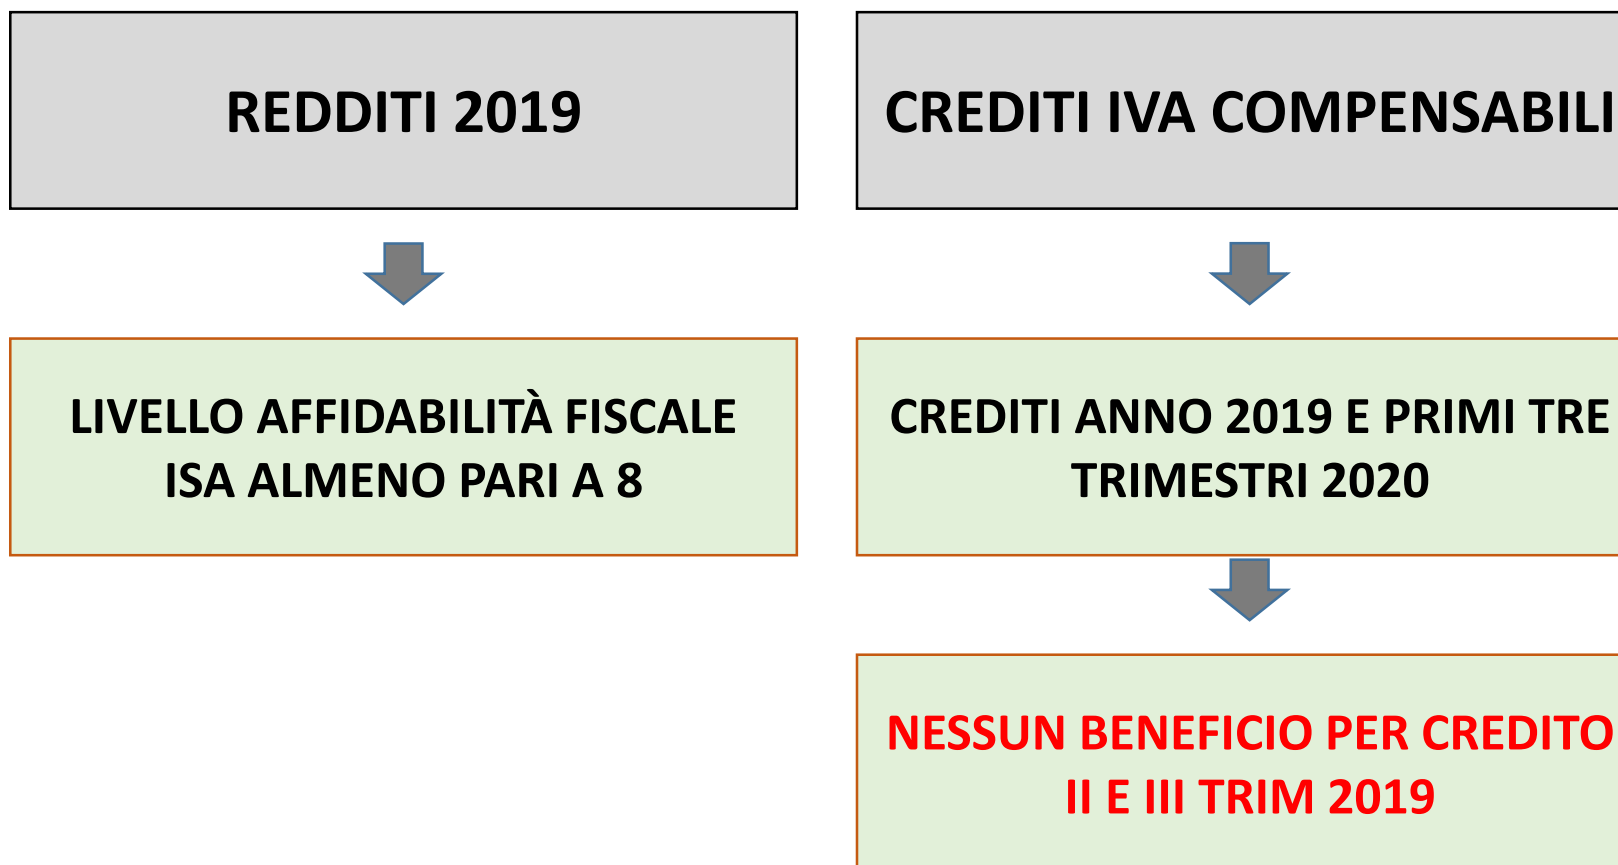 REDDITI 2019
CREDITI IVA COMPENSABILI
LIVELLO AFFIDABILITÀ FISCALE
ISA ALMENO PARI A 8
CREDITI ANNO 2019 E PRIMI TRE
TRIMESTRI 2020
NESSUN BENEFICIO PER CREDITO
II E III TRIM 2019